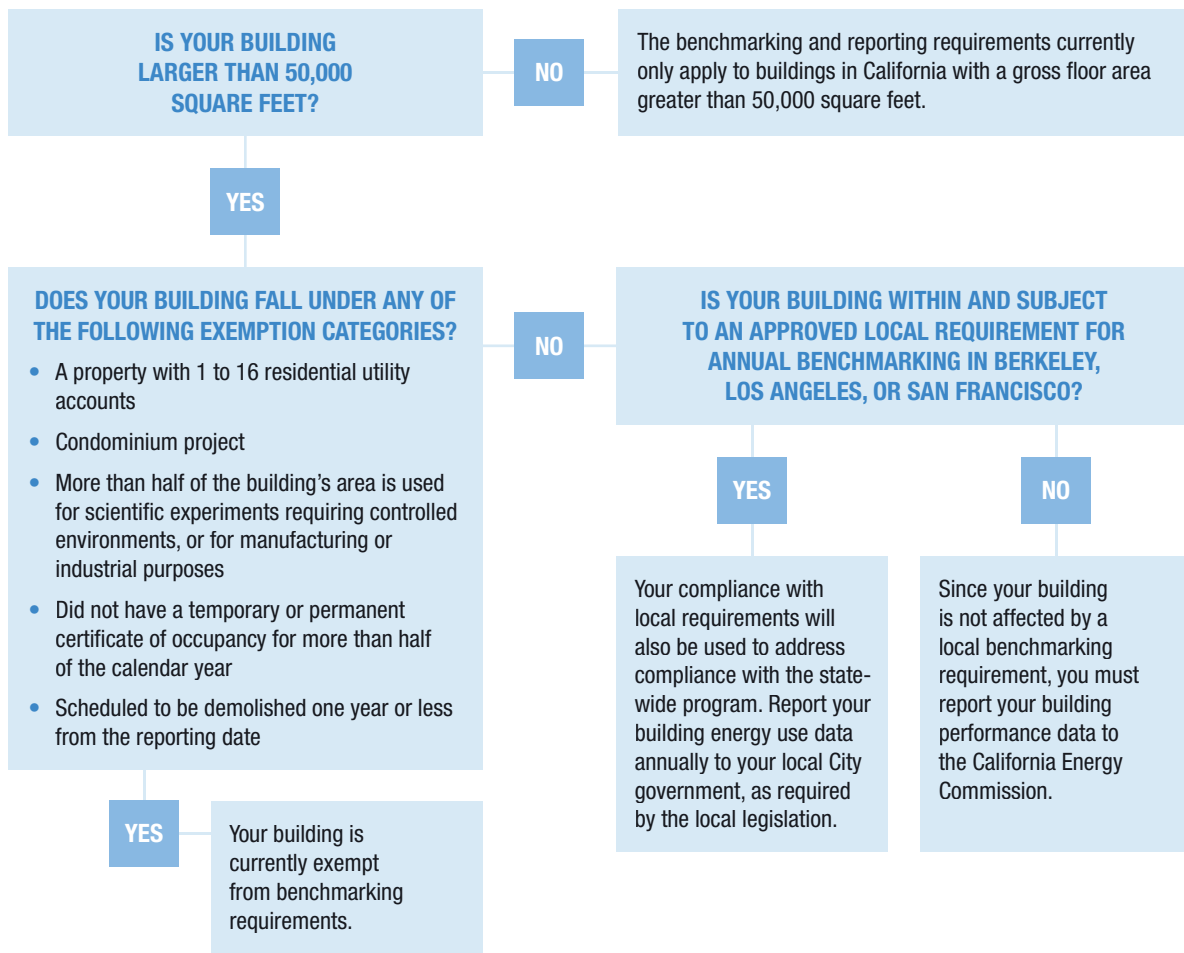 IS YOUR BUILDING
LARGER THAN 50,000
SQUARE FEET?
NO
The benchmarking and reporting requirements currently
only apply to buildings in California with a gross floor area
greater than 50,000 square feet.
YES
DOES YOUR BUILDING FALL UNDER ANY OF
THE FOLLOWING EXEMPTION CATEGORIES?
• A property with 1 to 16 residential utility
accounts
• Condominium project
• More than half of the building’s area is used
for scientific experiments requiring controlled
environments, or for manufacturing or
industrial purposes
• Did not have a temporary or permanent
certificate of occupancy for more than half
of the calendar year
• Scheduled to be demolished one year or less
from the reporting date
YES
Your building is
currently exempt
from benchmarking
requirements.
NO
IS YOUR BUILDING WITHIN AND SUBJECT
TO AN APPROVED LOCAL REQUIREMENT FOR
ANNUAL BENCHMARKING IN BERKELEY,
LOS ANGELES, OR SAN FRANCISCO?
YES
Your compliance with
local requirements will
also be used to address
compliance with the state-
wide program. Report your
building energy use data
annually to your local City
government, as required
by the local legislation.
NO
Since your building
is not affected by a
local benchmarking
requirement, you must
report your building
performance data to
the California Energy
Commission.